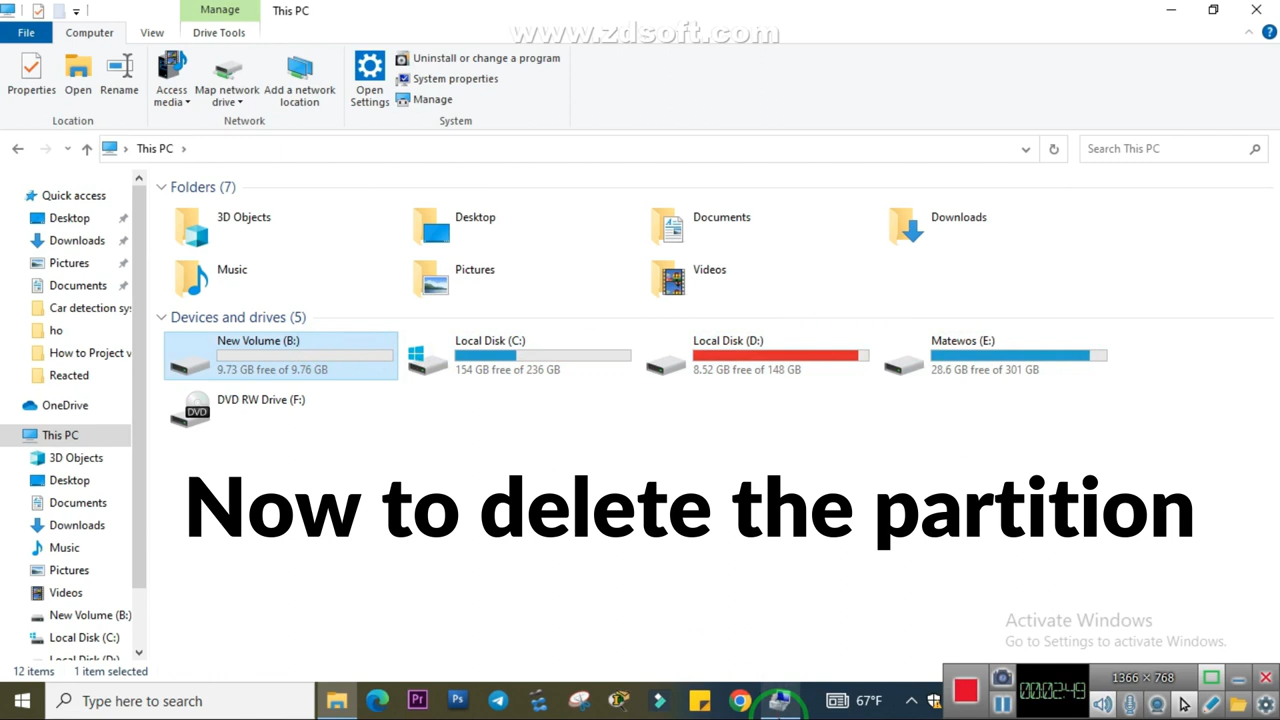 Manage
This PC
www.zdsoft.com
File
Computer
View
Drive Tools
Properties
Open
Rename
Access media
Map network drive
Add a network location
Open Settings
Uninstall or change a program
System properties
Manage
Location
Network
System
This PC
Search This PC
Quick access
Desktop
Downloads
Pictures
Documents
Car detection sy
ho
How to Project v
Reacted
OneDrive
This PC
3D Objects
Desktop
Documents
Downloads
Music
Pictures
Videos
New Volume (B:)
Local Disk (C:)
Local Disk (D:)
Folders (7)
3D Objects
Desktop
Documents
Downloads
Music
Pictures
Videos
Devices and drives (5)
New Volume (B:)
9.73 GB free of 9.76 GB
Local Disk (C:)
154 GB free of 236 GB
Local Disk (D:)
8.52 GB free of 148 GB
Matewos (E:)
28.6 GB free of 301 GB
DVD
DVD RW Drive (F:)
Now to delete the partition
Activate Windows
Go to Settings to activate Windows.
12 items
1 item selected
Type here to search
Pr
Ps
67°F
00:02:49
1366 × 768